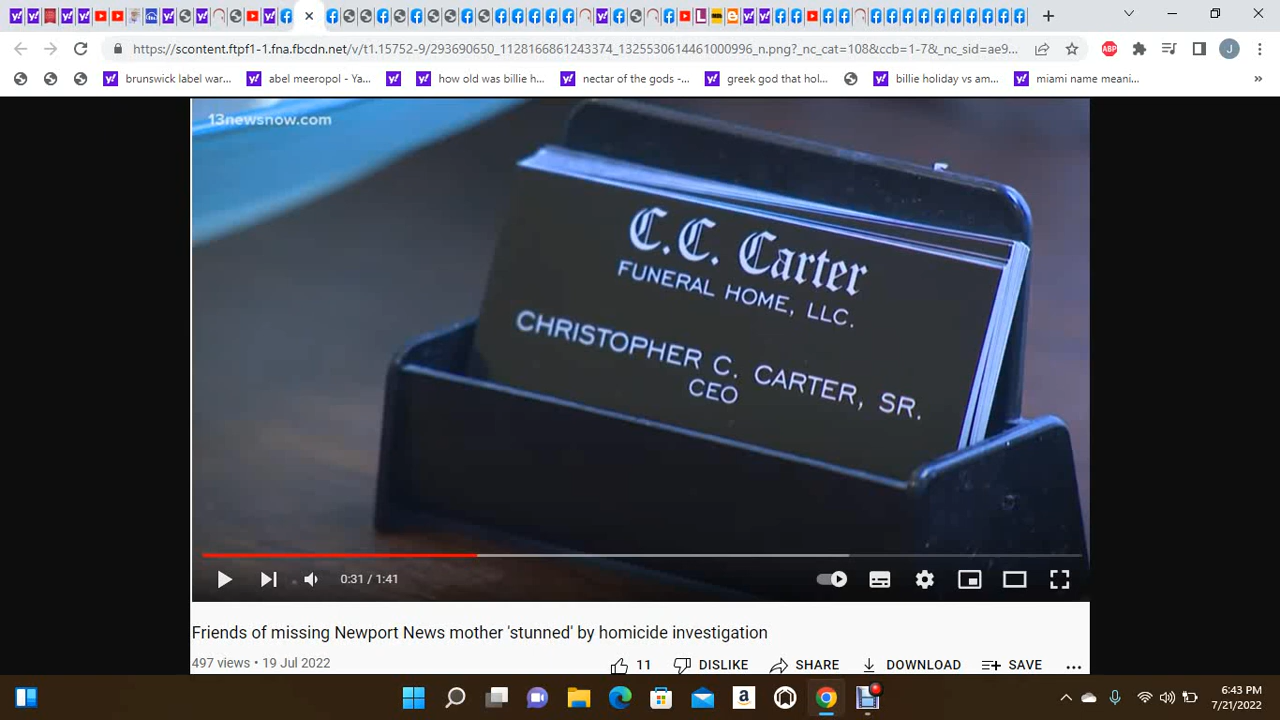 https://scontent.ftpf1-1.fna.fbcdn.net/v/t1.15752-9/293690650_1128166861243374_1325530614461000996_n.png?_nc_cat=108&ccb=1-7&_nc_sid=ae9...
J
brunswick label war...
abel meeropol - Ya...
how old was billie h...
nectar of the gods -...
greek god that hol...
billie holiday vs am...
miami name meani...
13newsnow.com
C.C. Carter
FUNERAL HOME, LLC.
CHRISTOPHER C. CARTER, SR.
CEO
0:31 / 1:41
Friends of missing Newport News mother 'stunned' by homicide investigation
497 views • 19 Jul 2022
11 DISLIKE SHARE DOWNLOAD SAVE ...
6:43 PM
7/21/2022